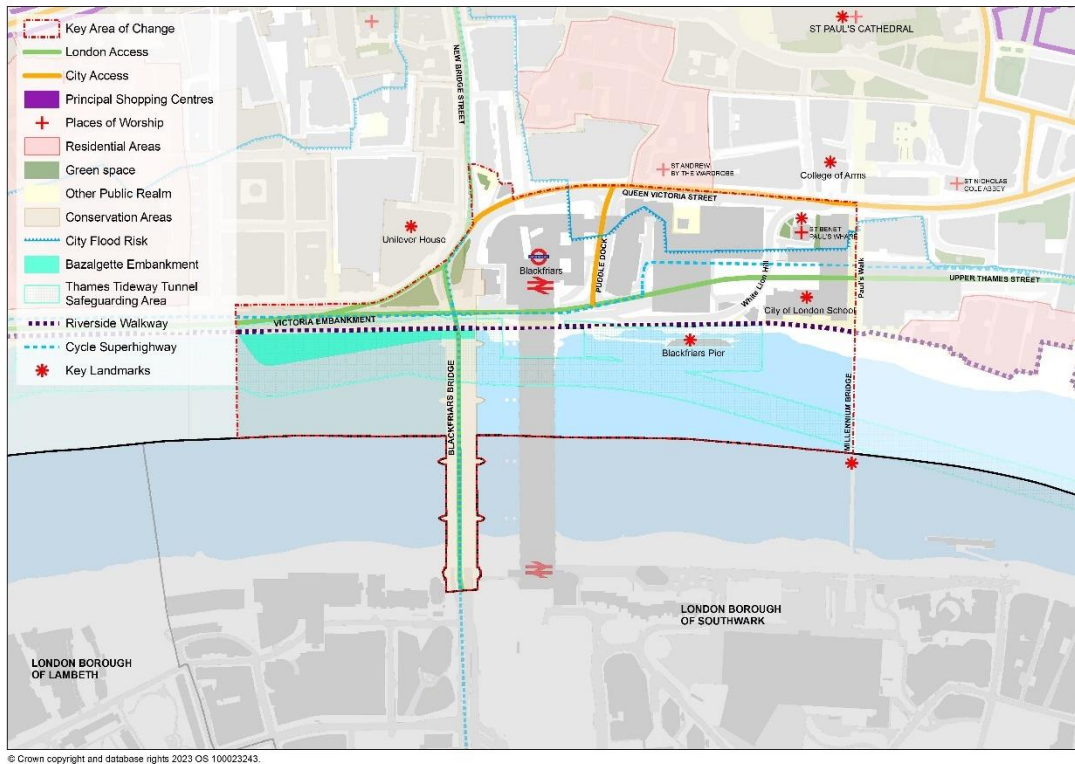 Key Area of Change
London Access
City Access
Principal Shopping Centres
Places of Worship
Residential Areas
Green space
Other Public Realm
Conservation Areas
City Flood Risk
Bazalgette Embankment
Thames Tideway Tunnel
Safeguarding Area
Riverside Walkway
Cycle Superhighway
Key Landmarks
NEW BRIDGE STREET
ST PAUL'S CATHEDRAL
ST ANDREW
BY THE WARDROBE
College of Arms
ST NICHOLAS
COLE ABBEY
QUEEN VICTORIA STREET
Unilever House
ST BENET
PAUL'S WHARF
PUDDLE DOCK
Blackfriars
White Lion Hill
Paul's Walk
UPPER THAMES STREET
City of London School
VICTORIA EMBANKMENT
Blackfriars Pier
BLACKFRIARS BRIDGE
MILLENNIUM BRIDGE
LONDON BOROUGH
OF SOUTHWARK
LONDON BOROUGH
OF LAMBETH
© Crown copyright and database rights 2023 OS 100023243.